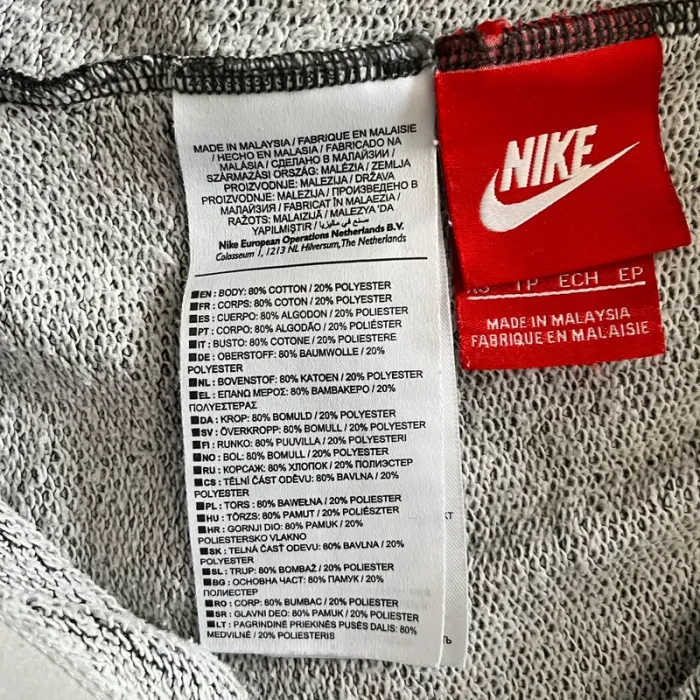 MADE IN MALAYSIA / FABRIQUE EN MALAISIE
/ HECHO EN MALASIA / FABRICADO NA
MALÁSIA / СДЕЛАНО В МАЛАЙЗИИ /
SZÁRMAZÁSI ORSZÁG: MALÉZIA / ZEMLJA
PROIZVODNJE: MALEZIJA / DRŽAVA
PROIZVODNJE: MALEZIJA / ПРОИЗВЕДЕНО В
МАЛАЙЗИЯ / FABRICAT ÎN MALAEZIA /
RAŽOTS: MALAIZIJĀ / MALEZYA 'DA
YAPILMIŞTIR / صنع في ماليزيا
Nike European Operations Netherlands B.V.
Colosseum 1, 1213 NL Hilversum, The Netherlands
EN : BODY: 80% COTTON / 20% POLYESTER
FR : CORPS: 80% COTON / 20% POLYESTER
ES : CUERPO: 80% ALGODON / 20% POLIESTER
PT : CORPO: 80% ALGODÃO / 20% POLIÉSTER
IT : BUSTO: 80% COTONE / 20% POLIESTERE
DE : OBERSTOFF: 80% BAUMWOLLE / 20%
POLYESTER
NL : BOVENSTOF: 80% KATOEN / 20% POLYESTER
EL : ΕΠΑΝΩ ΜΕΡΟΣ: 80% ΒΑΜΒΑΚΕΡΟ / 20%
ΠΟΛΥΕΣΤΕΡΑΣ
DA : KROP: 80% BOMULD / 20% POLYESTER
SV : ÖVERKROPP: 80% BOMULL / 20% POLYESTER
FI : RUNKO: 80% PUUVILLA / 20% POLYESTERI
NO : BOL: 80% BOMULL / 20% POLYESTER
RU : КОРСАЖ: 80% ХЛОПОК / 20% ПОЛИЭСТЕР
CS : TĚLNÍ ČÁST ODĚVU: 80% BAVLNA / 20%
POLYESTER
PL : TORS : 80% BAWEŁNA / 20% POLIESTER
HU : TÖRZS: 80% PAMUT / 20% POLIÉSZTER
HR : GORNJI DIO: 80% PAMUK / 20%
POLIESTERSKO VLAKNO
SK : TELNÁ ČASŤ ODEVU: 80% BAVLNA / 20%
POLYESTER
SL : TRUP: 80% BOMBAŽ / 20% POLIESTER
BG : ОСНОВНА ЧАСТ: 80% ПАМУК / 20%
ПОЛИЕСТЕР
RO : CORP: 80% BUMBAC / 20% POLIESTER
SR : GLAVNI DEO: 80% PAMUK / 20% POLIESTER
LT : PAGRINDINĖ PRIEKINĖS PUSĖS DALIS: 80%
MEDVILNĖ / 20% POLIESTERIS
NIKE
ECH EP
MADE IN MALAYSIA
FABRIQUE EN MALAISIE